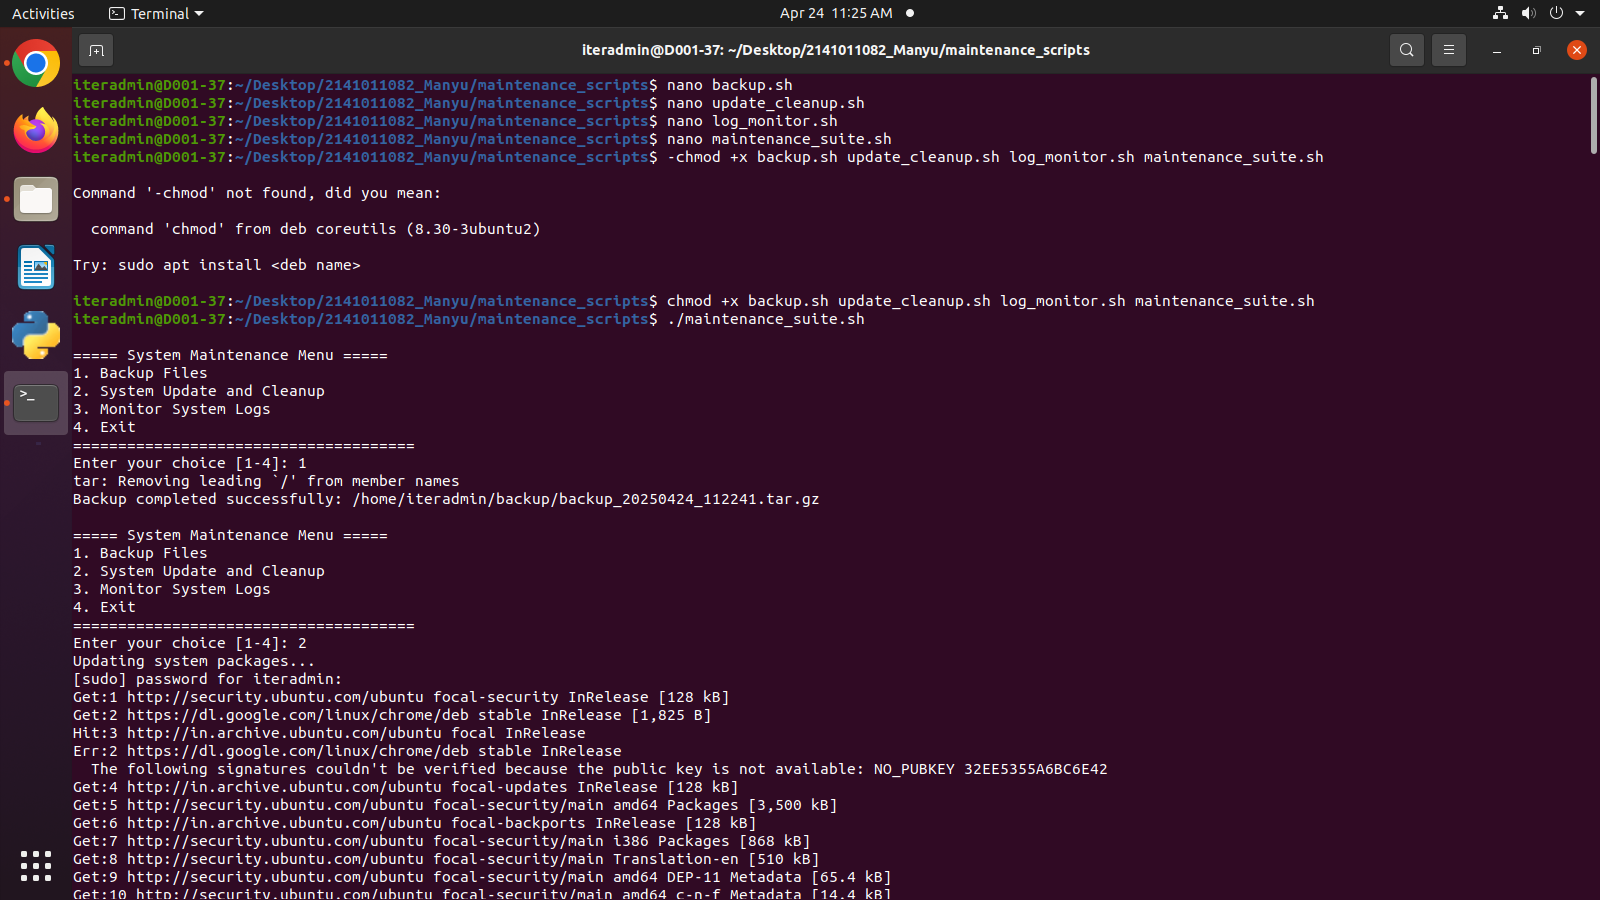 Activities
Terminal
Apr 24 11:25 AM
iteradmin@D001-37: ~/Desktop/2141011082_Manyu/maintenance_scripts
iteradmin@D001-37:~/Desktop/2141011082_Manyu/maintenance_scripts$ nano backup.sh
iteradmin@D001-37:~/Desktop/2141011082_Manyu/maintenance_scripts$ nano update_cleanup.sh
iteradmin@D001-37:~/Desktop/2141011082_Manyu/maintenance_scripts$ nano log_monitor.sh
iteradmin@D001-37:~/Desktop/2141011082_Manyu/maintenance_scripts$ nano maintenance_suite.sh
iteradmin@D001-37:~/Desktop/2141011082_Manyu/maintenance_scripts$ -chmod +x backup.sh update_cleanup.sh log_monitor.sh maintenance_suite.sh
Command '-chmod' not found, did you mean:
command 'chmod' from deb coreutils (8.30-3ubuntu2)
Try: sudo apt install <deb name>
iteradmin@D001-37:~/Desktop/2141011082_Manyu/maintenance_scripts$ chmod +x backup.sh update_cleanup.sh log_monitor.sh maintenance_suite.sh
iteradmin@D001-37:~/Desktop/2141011082_Manyu/maintenance_scripts$ ./maintenance_suite.sh
===== System Maintenance Menu =====
1. Backup Files
2. System Update and Cleanup
3. Monitor System Logs
4. Exit
======================================
Enter your choice [1-4]: 1
tar: Removing leading `/' from member names
Backup completed successfully: /home/iteradmin/backup/backup_20250424_112241.tar.gz
===== System Maintenance Menu =====
1. Backup Files
2. System Update and Cleanup
3. Monitor System Logs
4. Exit
======================================
Enter your choice [1-4]: 2
Updating system packages...
[sudo] password for iteradmin:
Get:1 http://security.ubuntu.com/ubuntu focal-security InRelease [128 kB]
Get:2 https://dl.google.com/linux/chrome/deb stable InRelease [1,825 B]
Hit:3 http://in.archive.ubuntu.com/ubuntu focal InRelease
Err:2 https://dl.google.com/linux/chrome/deb stable InRelease
The following signatures couldn't be verified because the public key is not available: NO_PUBKEY 32EE5355A6BC6E42
Get:4 http://in.archive.ubuntu.com/ubuntu focal-updates InRelease [128 kB]
Get:5 http://security.ubuntu.com/ubuntu focal-security/main amd64 Packages [3,500 kB]
Get:6 http://in.archive.ubuntu.com/ubuntu focal-backports InRelease [128 kB]
Get:7 http://security.ubuntu.com/ubuntu focal-security/main i386 Packages [868 kB]
Get:8 http://security.ubuntu.com/ubuntu focal-security/main Translation-en [510 kB]
Get:9 http://security.ubuntu.com/ubuntu focal-security/main amd64 DEP-11 Metadata [65.4 kB]
Get:10 http://security.ubuntu.com/ubuntu focal-security/main amd64 c-n-f Metadata [14.4 kB]